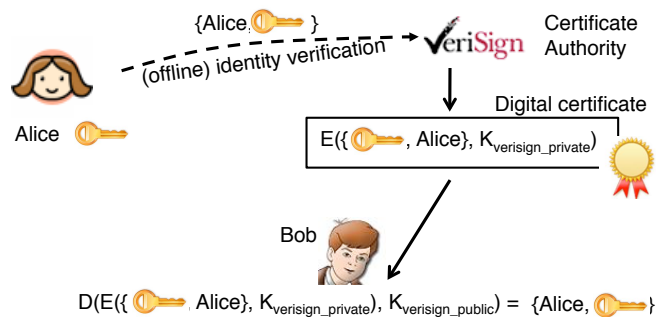 {Alice, }
(offline) identity verification
VeriSign
Certificate
Authority
Alice
Digital certificate
E({ , Alice}, Kverisign_private)
Bob
D(E({ , Alice}, Kverisign_private), Kverisign_public) = {Alice, }